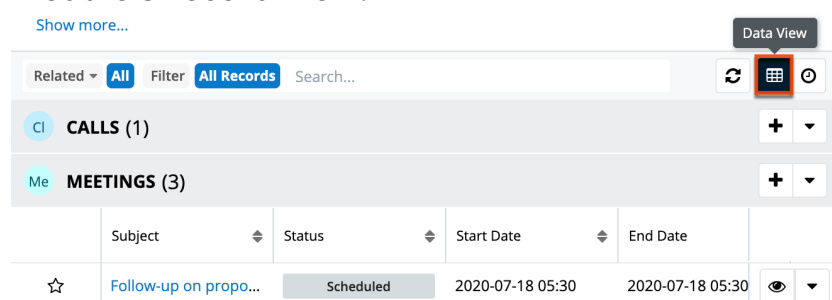 Show more...
Data View
Related All Filter All Records Search...
Cl CALLS (1)
Me MEETINGS (3)
Subject Status Start Date End Date
Follow-up on propo... Scheduled 2020-07-18 05:30 2020-07-18 05:30